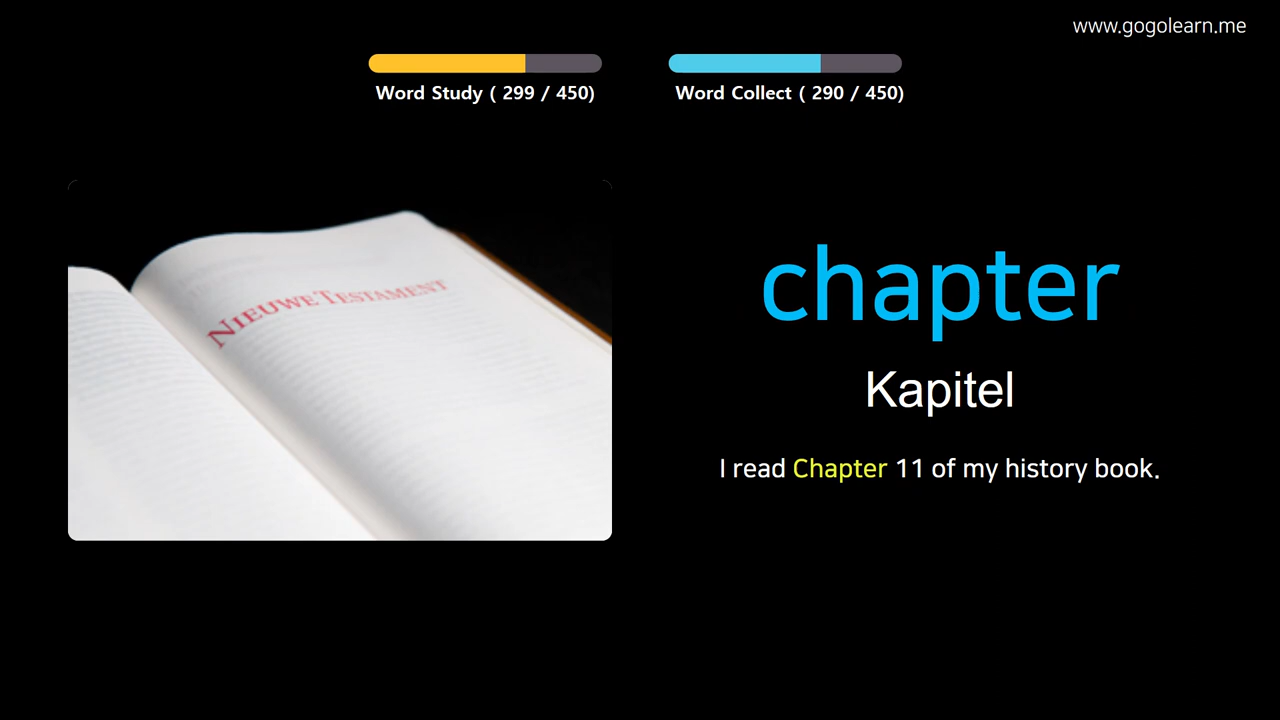 www.gogolearn.me
Word Study ( 299 / 450)
Word Collect ( 290 / 450)
NIEUWE TESTAMENT
chapter
Kapitel
I read Chapter 11 of my history book.